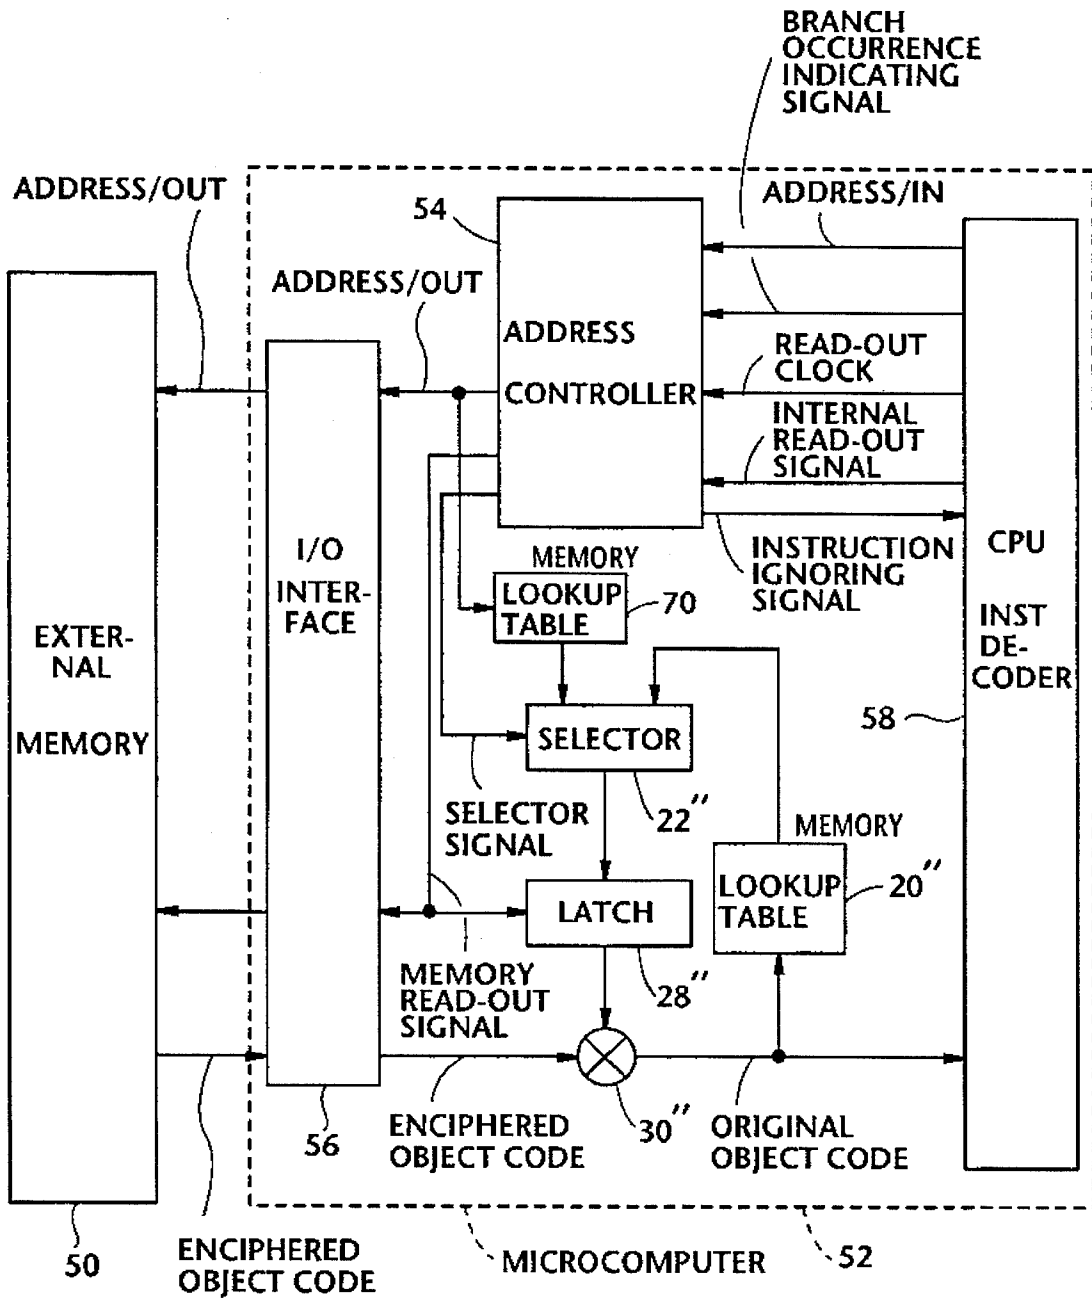 BRANCH
OCCURRENCE
INDICATING
SIGNAL
ADDRESS/OUT
54
ADDRESS/IN
ADDRESS/OUT
ADDRESS
CONTROLLER
READ-OUT
CLOCK
INTERNAL
READ-OUT
SIGNAL
I/O
INTER-
FACE
MEMORY
LOOKUP
TABLE
70
INSTRUCTION
IGNORING
SIGNAL
CPU
INST
DE-
CODER
EXTER-
NAL
MEMORY
SELECTOR
58
SELECTOR
SIGNAL
22″
MEMORY
LOOKUP
TABLE
20″
LATCH
MEMORY
READ-OUT
SIGNAL
28″
56
ENCIPHERED
OBJECT CODE
30″
ORIGINAL
OBJECT CODE
50
ENCIPHERED
OBJECT CODE
MICROCOMPUTER
52